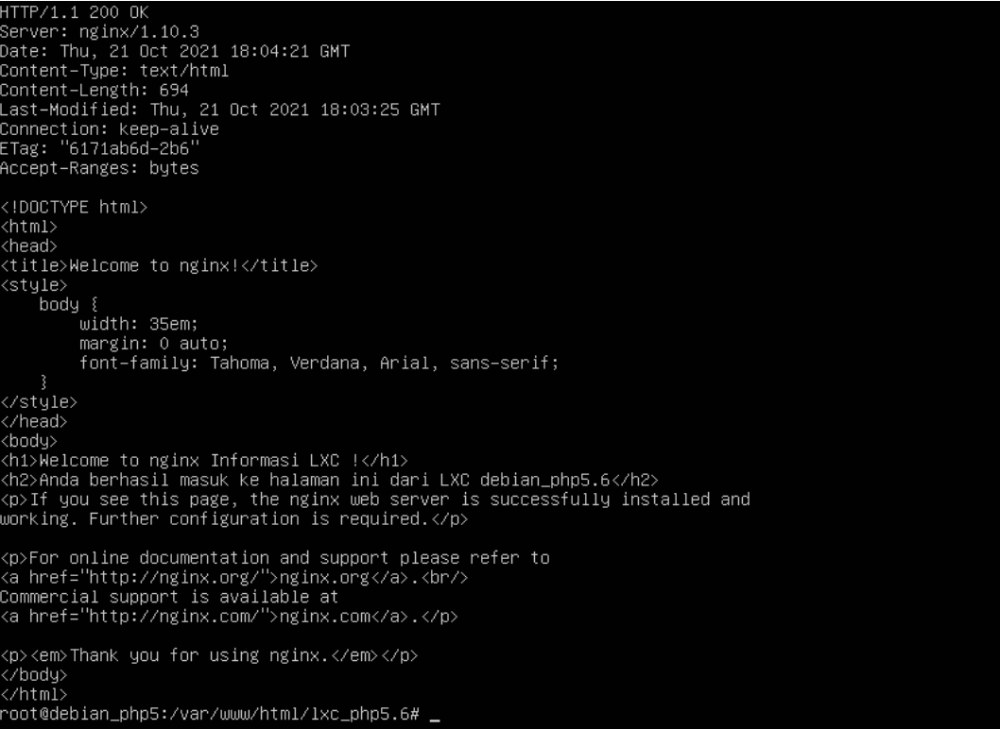 HTTP/1.1 200 OK
Server: nginx/1.10.3
Date: Thu, 21 Oct 2021 18:04:21 GMT
Content-Type: text/html
Content-Length: 694
Last-Modified: Thu, 21 Oct 2021 18:03:25 GMT
Connection: keep-alive
ETag: "6171ab6d-2b6"
Accept-Ranges: bytes

<!DOCTYPE html>
<html>
<head>
<title>Welcome to nginx!</title>
<style>
    body {
        width: 35em;
        margin: 0 auto;
        font-family: Tahoma, Verdana, Arial, sans-serif;
    }
</style>
</head>
<body>
<h1>Welcome to nginx Informasi LXC !</h1>
<h2>Anda berhasil masuk ke halaman ini dari LXC debian_php5.6</h2>
<p>If you see this page, the nginx web server is successfully installed and
working. Further configuration is required.</p>

<p>For online documentation and support please refer to
<a href="http://nginx.org/">nginx.org</a>.<br/>
Commercial support is available at
<a href="http://nginx.com/">nginx.com</a>.</p>

<p><em>Thank you for using nginx.</em></p>
</body>
</html>
root@debian_php5:/var/www/html/lxc_php5.6# _